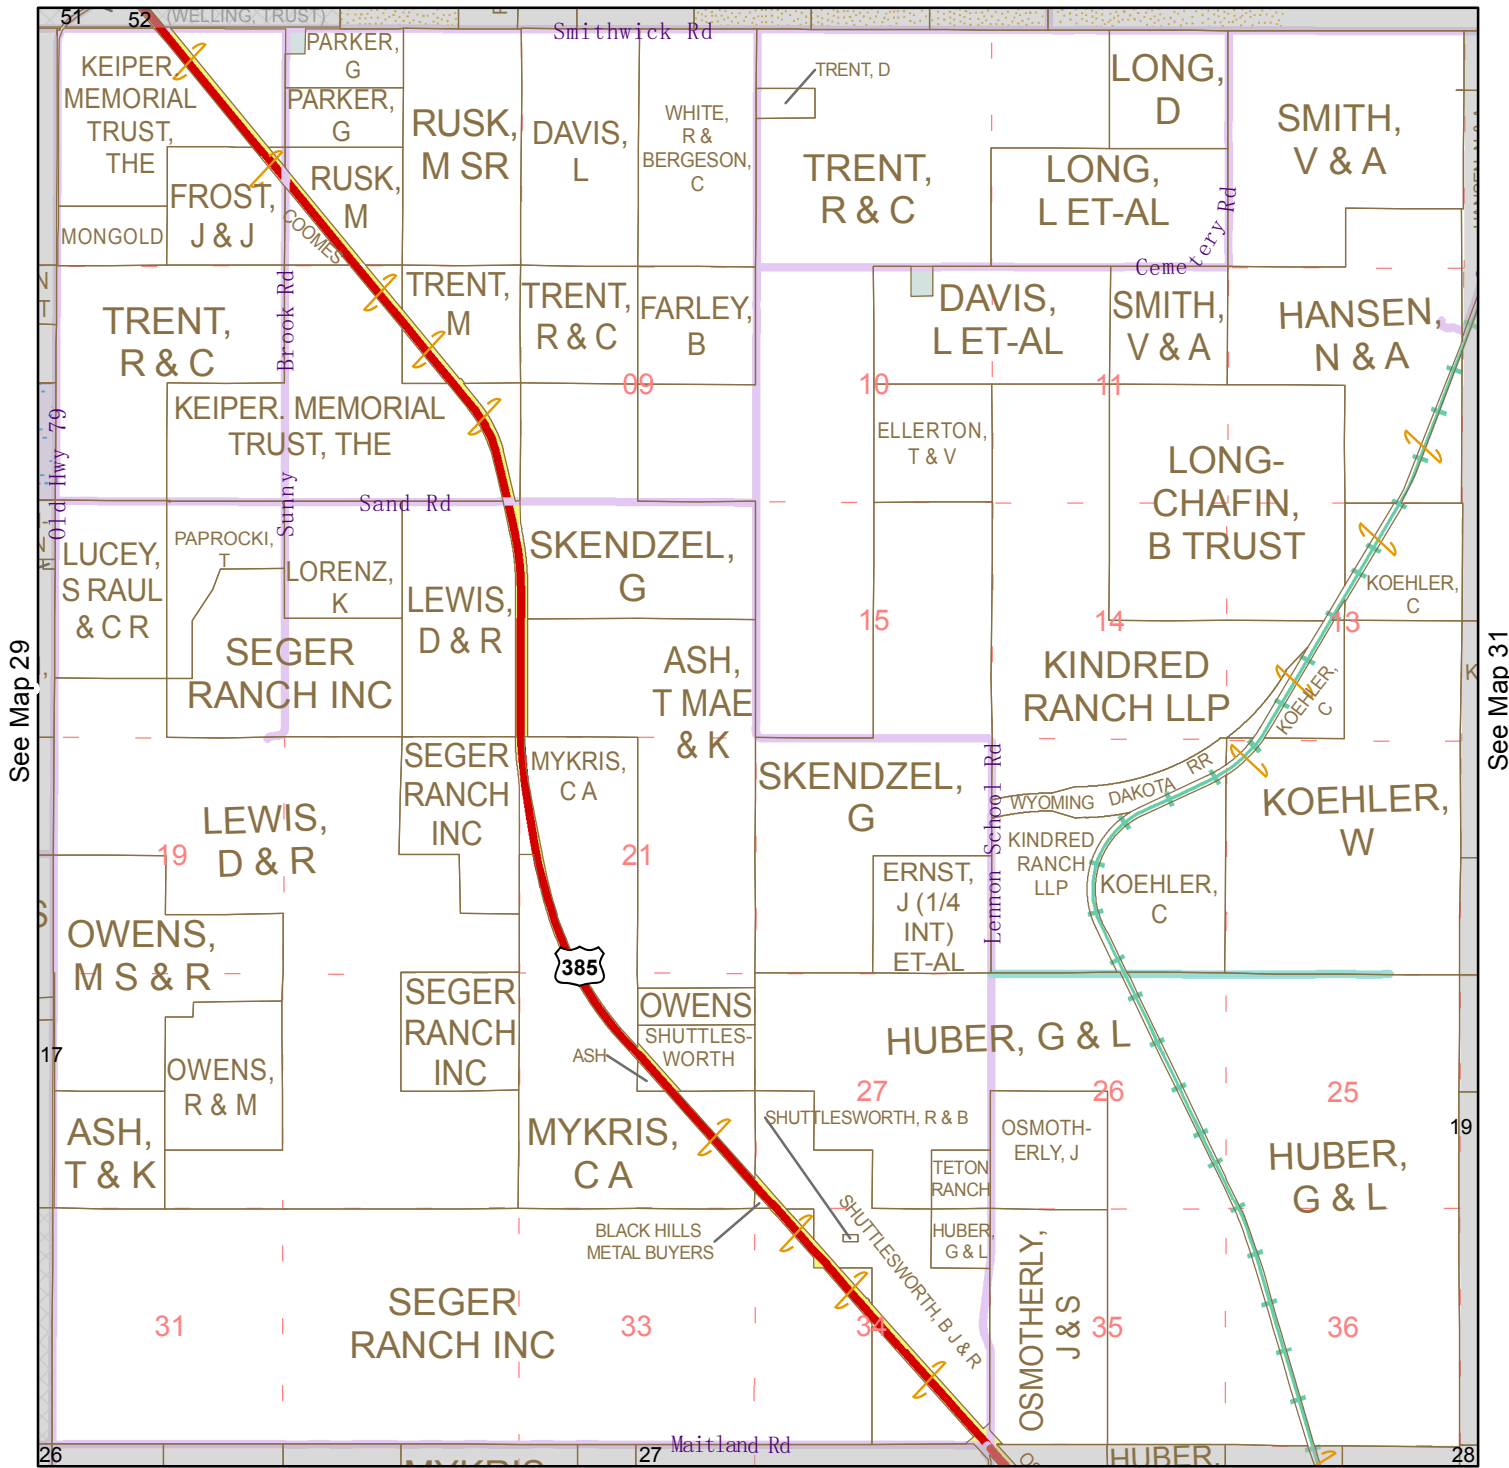 51
52
(WELLING, TRUST)
Smithwick Rd
KEIPER.
MEMORIAL
TRUST,
THE
PARKER,
G
PARKER,
G
RUSK,
M SR
DAVIS,
L
WHITE,
R &
BERGESON,
C
TRENT, D
TRENT,
R & C
LONG,
D
LONG,
L ET-AL
SMITH,
V & A
MONGOLD
FROST,
J & J
RUSK,
M
COOMES
Cemetery Rd
TRENT,
R & C
Sunny Brook Rd
TRENT,
M
TRENT,
R & C
FARLEY,
B
DAVIS,
L ET-AL
SMITH,
V & A
HANSEN,
N & A
09
10
11
Old Hwy 79
KEIPER. MEMORIAL
TRUST, THE
ELLERTON,
T & V
LONG-
CHAFIN,
B TRUST
Sand Rd
LUCEY,
S RAUL
& C R
PAPROCKI,
T
LORENZ,
K
LEWIS,
D & R
SKENDZEL,
G
KOEHLER,
C
15
14
13
See Map 29
See Map 31
SEGER
RANCH INC
ASH,
T MAE
& K
KINDRED
RANCH LLP
KOEHLER,
C
SEGER
RANCH
INC
MYKRIS,
C A
SKENDZEL,
G
Lennon School Rd
WYOMING DAKOTA RR
KOEHLER,
W
LEWIS,
D & R
19
21
KINDRED
RANCH
LLP
KOEHLER,
C
ERNST,
J (1/4
INT)
ET-AL
OWENS,
M S & R
385
SEGER
RANCH
INC
OWENS
SHUTTLES-
WORTH
ASH
HUBER, G & L
17
OWENS,
R & M
27
26
25
ASH,
T & K
MYKRIS,
C A
SHUTTLESWORTH, R & B
OSMOTH-
ERLY, J
19
TETON
RANCH
HUBER,
G & L
BLACK HILLS
METAL BUYERS
SHUTTLESWORTH, B J & R
HUBER,
G & L
OSMOTHERLY,
J & S
SEGER
RANCH INC
31
33
34
35
36
Maitland Rd
26
27
28
MYKRIS
HUBER,